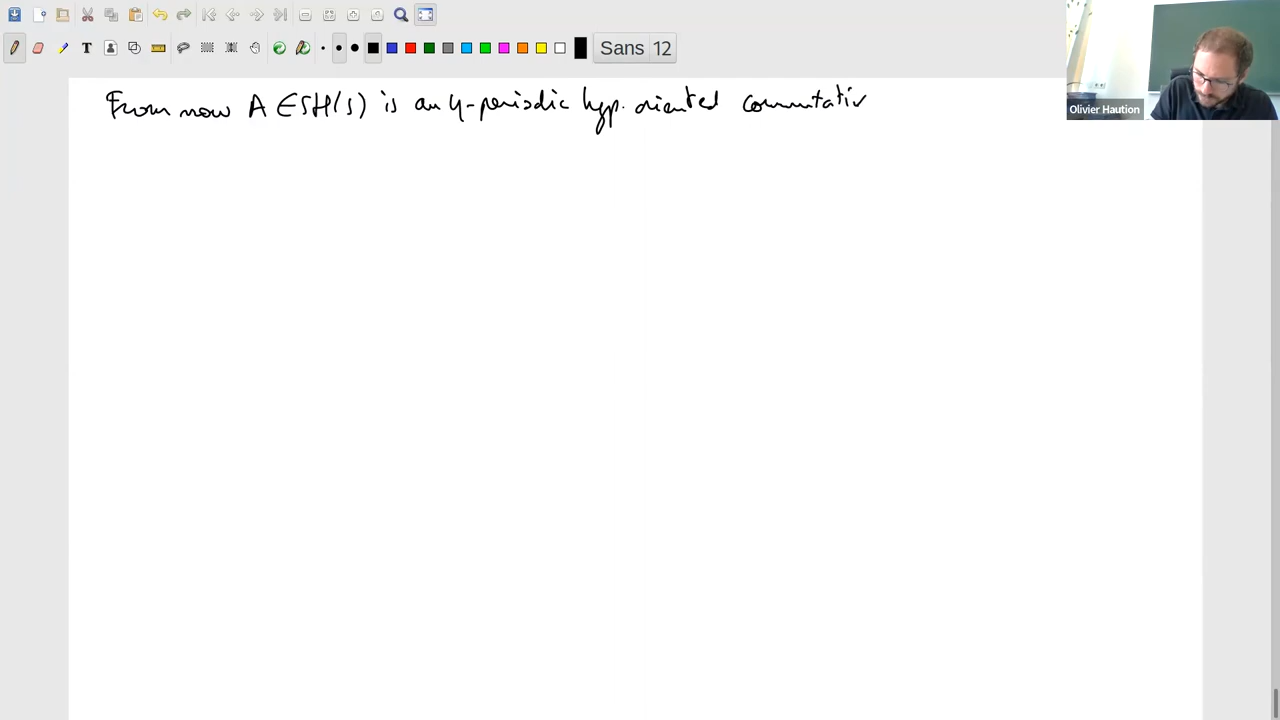 Sans 12
Olivier Haution
From now A ∈ SH(S) is an η-periodic hyp. oriented commutativ